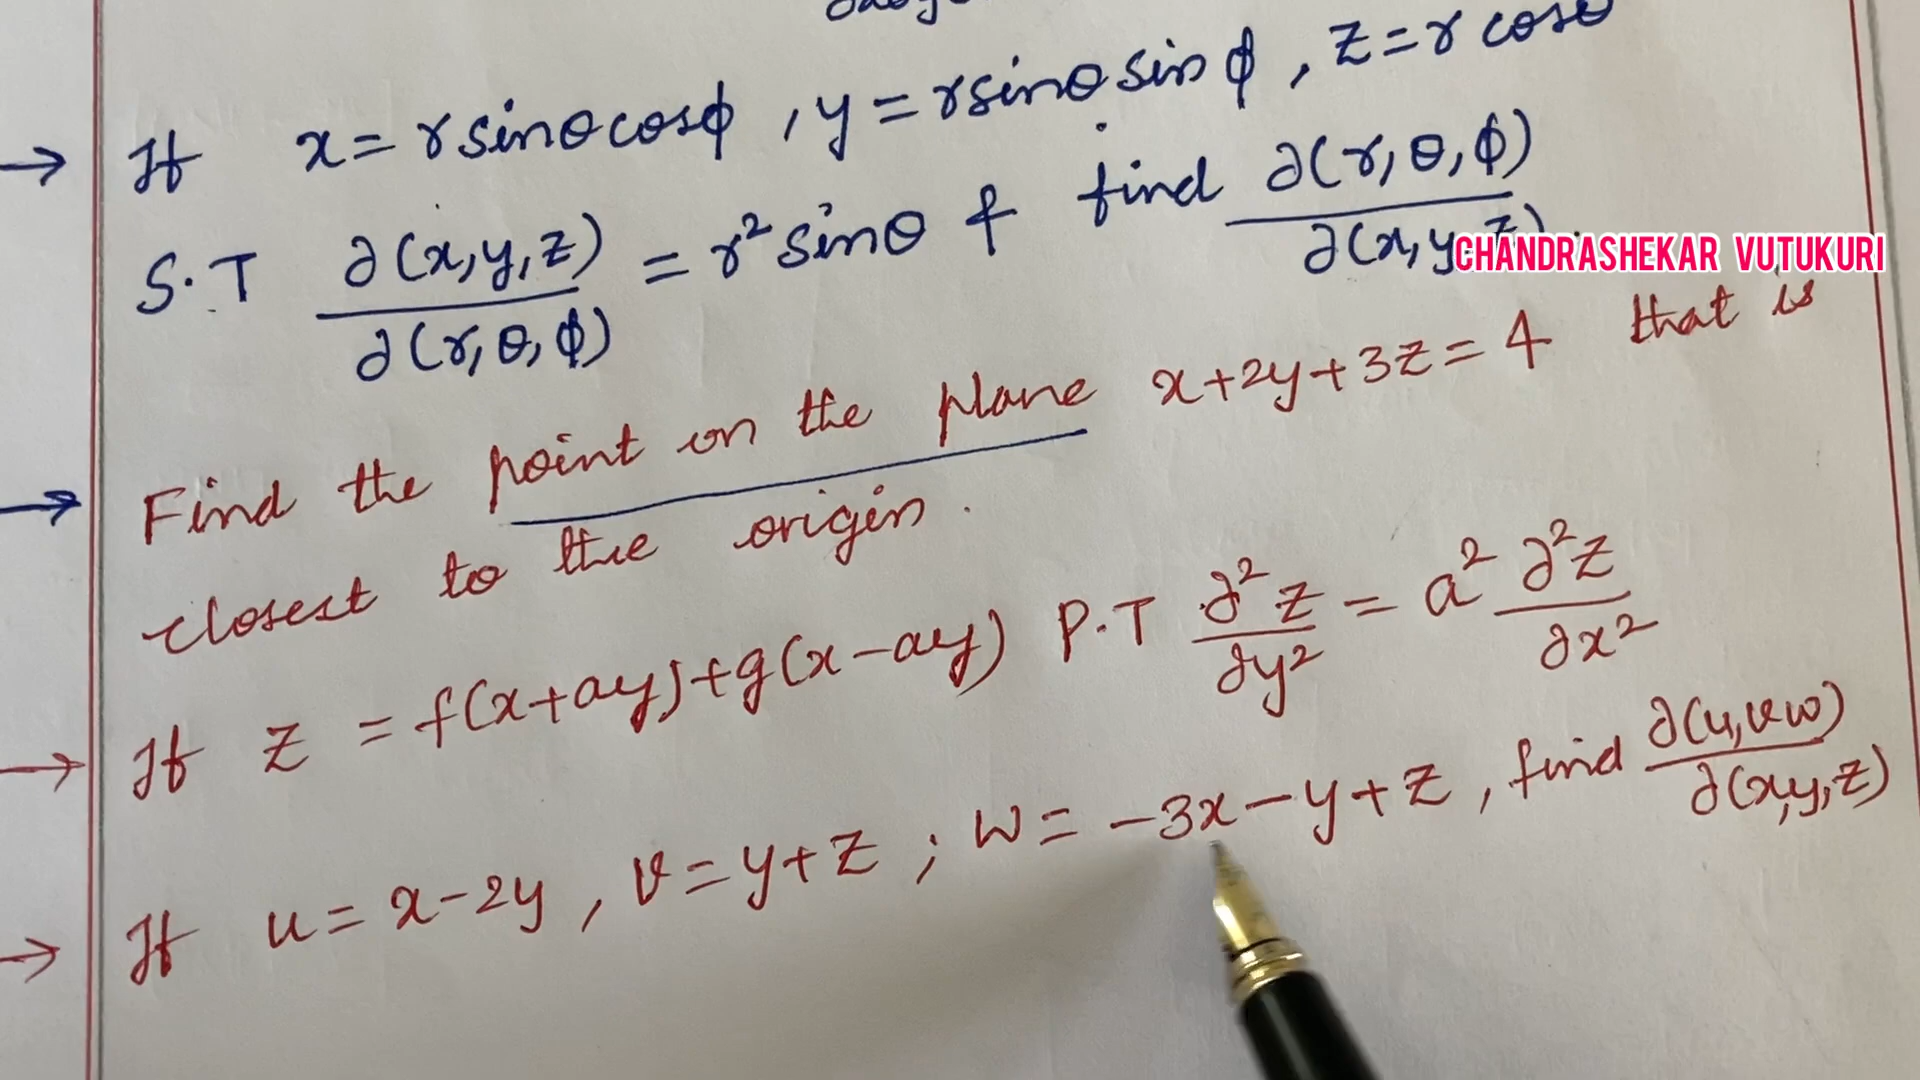 → If x = r sinθ cosϕ , y = r sinθ sin ϕ , z = r cosθ
S.T ∂(x,y,z)/∂(r,θ,ϕ) = r² sinθ & find ∂(r,θ,ϕ)/∂(x,y,z).
CHANDRASHEKAR VUTUKURI
→ Find the point on the plane x+2y+3z = 4 that is
closest to the origin.
→ If z = f(x+ay)+g(x-ay) P.T ∂²z/∂y² = a² ∂²z/∂x²
→ If u = x-2y , v = y+z ; w = -3x-y+z , find ∂(u,v,w)/∂(x,y,z)